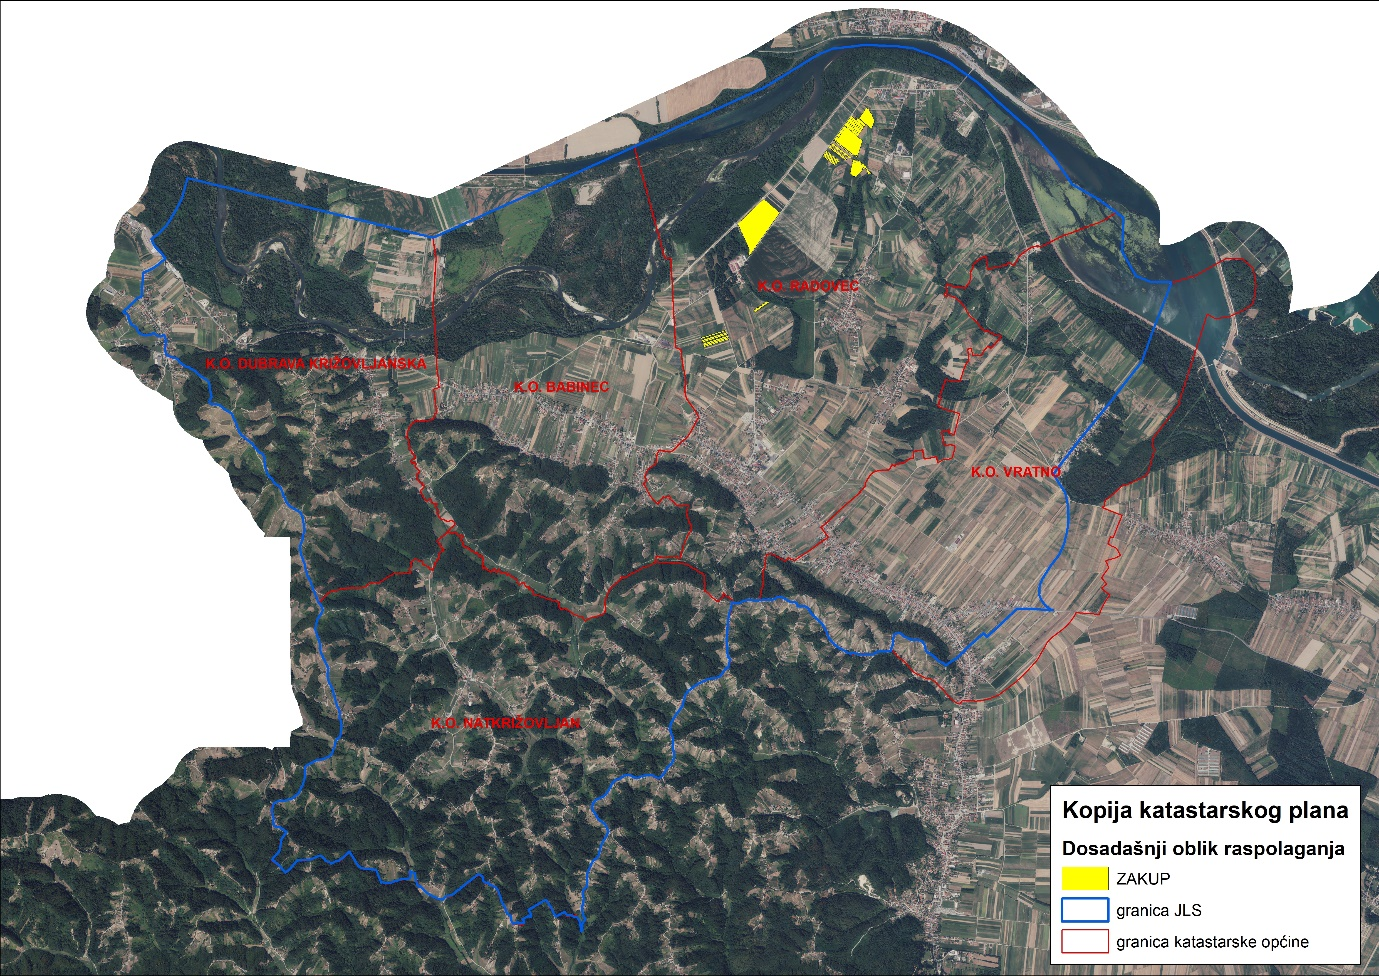 K.O. RADOVEC
K.O. DUBRAVA KRIŽOVLJANSKA
K.O. BABINEC
K.O. VRATNO
K.O. NATKRIŽOVLJAN
Kopija katastarskog plana
Dosadašnji oblik raspolaganja
ZAKUP
granica JLS
granica katastarske općine